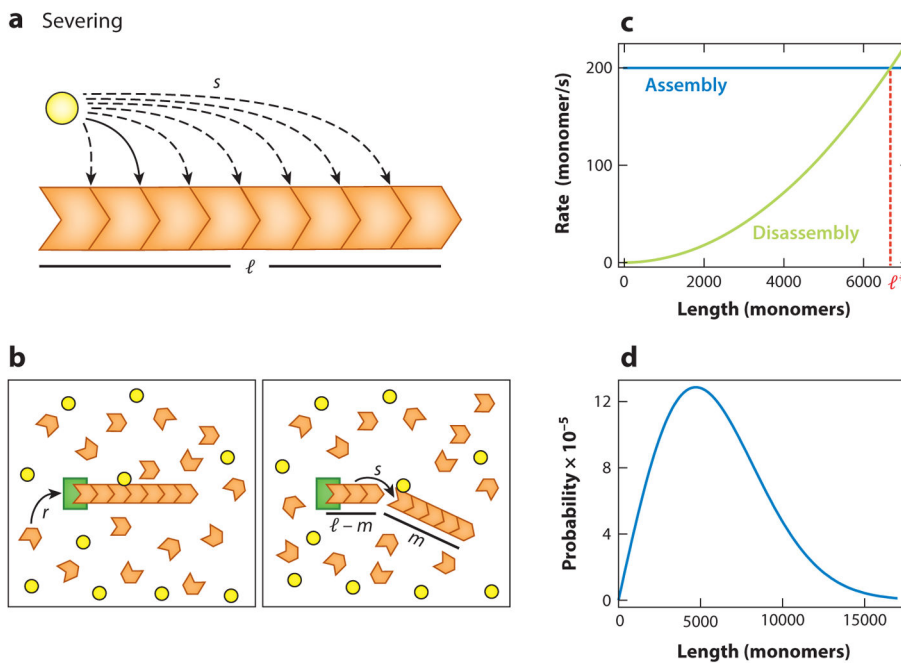 a Severing
s
ℓ
b
r
s
ℓ – m
m
c
Rate (monomer/s)
200
100
0
Assembly
Disassembly
0 2000 4000 6000 ℓ*
Length (monomers)
d
Probability × 10⁻⁵
12
8
4
0
0 5000 10000 15000
Length (monomers)